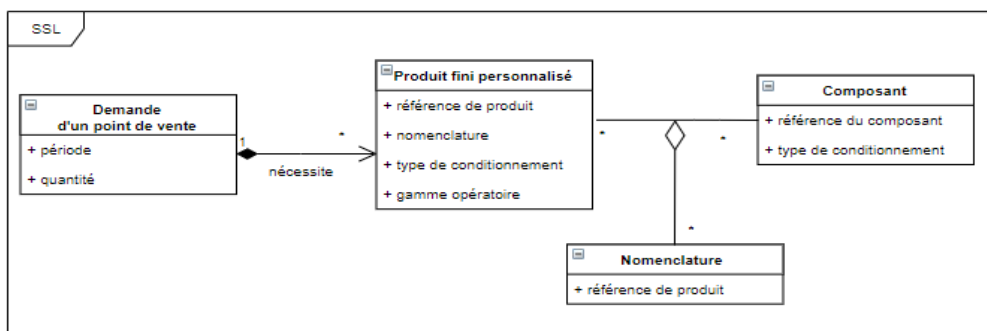 SSL
Demande
d'un point de vente
+ période
+ quantité
1
*
nécessite
Produit fini personnalisé
+ référence de produit
+ nomenclature
+ type de conditionnement
+ gamme opératoire
*
*
Composant
+ référence du composant
+ type de conditionnement
*
Nomenclature
+ référence de produit